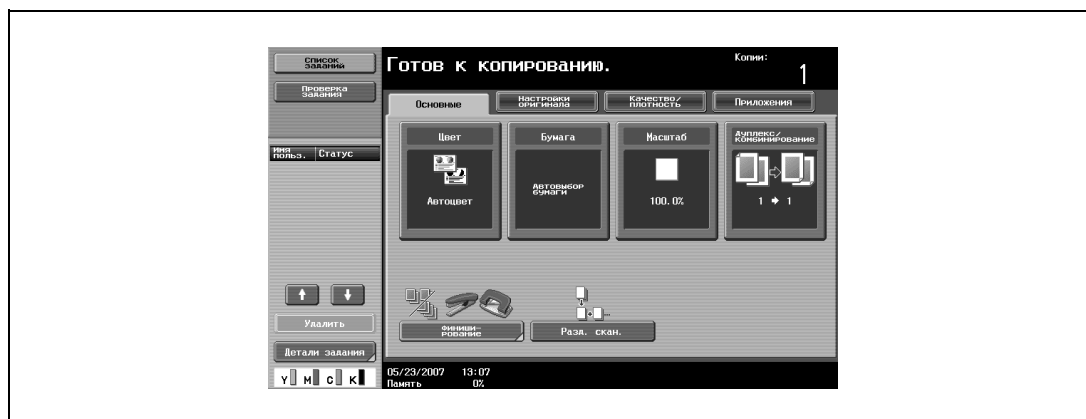 Список
заданий
Проверка
задания
Имя
польз.
Статус
Удалить
Детали задания
Y M C K
Готов к копированию.
Копии:
1
Основные
Настройки
оригинала
Качество/
плотность
Приложения
Цвет
Автоцвет
Бумага
Автовыбор
бумаги
Масштаб
100.0%
Дуплекс/
комбинирование
1 → 1
Финиши-
рование
Разд. скан.
05/23/2007 13:07
Память 0%